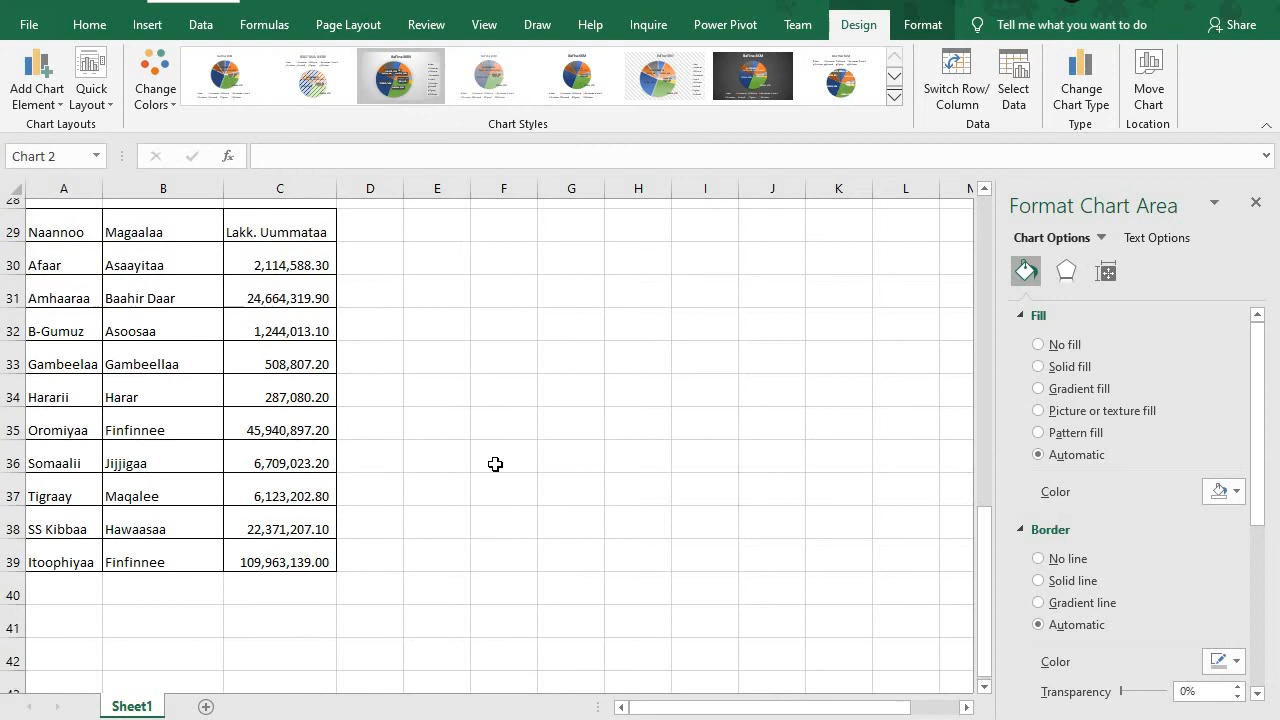 File Home Insert Data Formulas Page Layout Review View Draw Help Inquire Power Pivot Team Design Format Tell me what you want to do Share
Add Chart Element Quick Layout Change Colors Switch Row/ Column Select Data Change Chart Type Move Chart
Chart Layouts Chart Styles Data Type Location
Chart 2 fx
A B C D E F G H I J K L M
28
29 Naannoo Magaalaa Lakk. Uummataa
30 Afaar Asaayitaa 2,114,588.30
31 Amhaaraa Baahir Daar 24,664,319.90
32 B-Gumuz Asoosaa 1,244,013.10
33 Gambeelaa Gambeellaa 508,807.20
34 Hararii Harar 287,080.20
35 Oromiyaa Finfinnee 45,940,897.20
36 Somaalii Jijjigaa 6,709,023.20
37 Tigraay Maqalee 6,123,202.80
38 SS Kibbaa Hawaasaa 22,371,207.10
39 Itoophiyaa Finfinnee 109,963,139.00
40
41
42
Sheet1
Format Chart Area
Chart Options Text Options
Fill
No fill
Solid fill
Gradient fill
Picture or texture fill
Pattern fill
Automatic
Color
Border
No line
Solid line
Gradient line
Automatic
Color
Transparency 0%